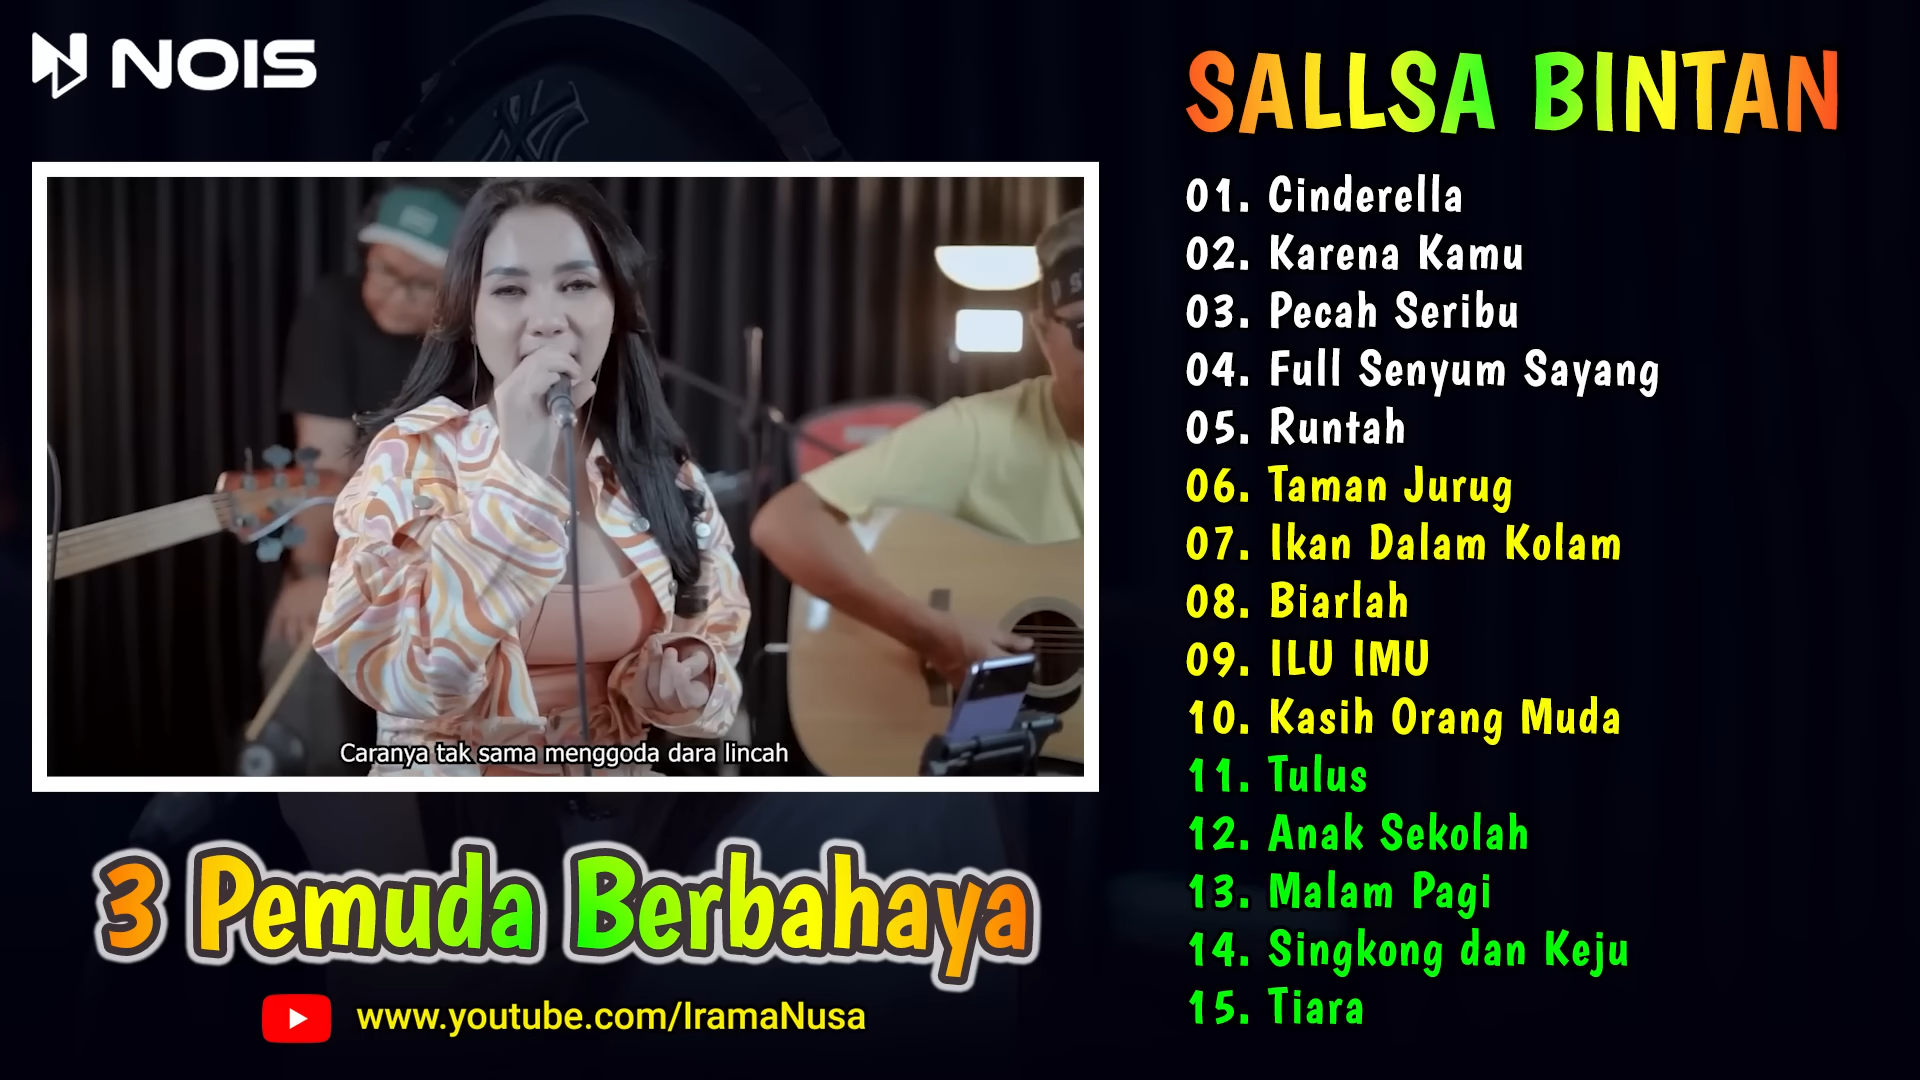 NOIS
SALLSA BINTAN
01. Cinderella
02. Karena Kamu
03. Pecah Seribu
04. Full Senyum Sayang
05. Runtah
06. Taman Jurug
07. Ikan Dalam Kolam
08. Biarlah
09. ILU IMU
10. Kasih Orang Muda
11. Tulus
12. Anak Sekolah
13. Malam Pagi
14. Singkong dan Keju
15. Tiara
Caranya tak sama menggoda dara lincah
3 Pemuda Berbahaya
www.youtube.com/IramaNusa